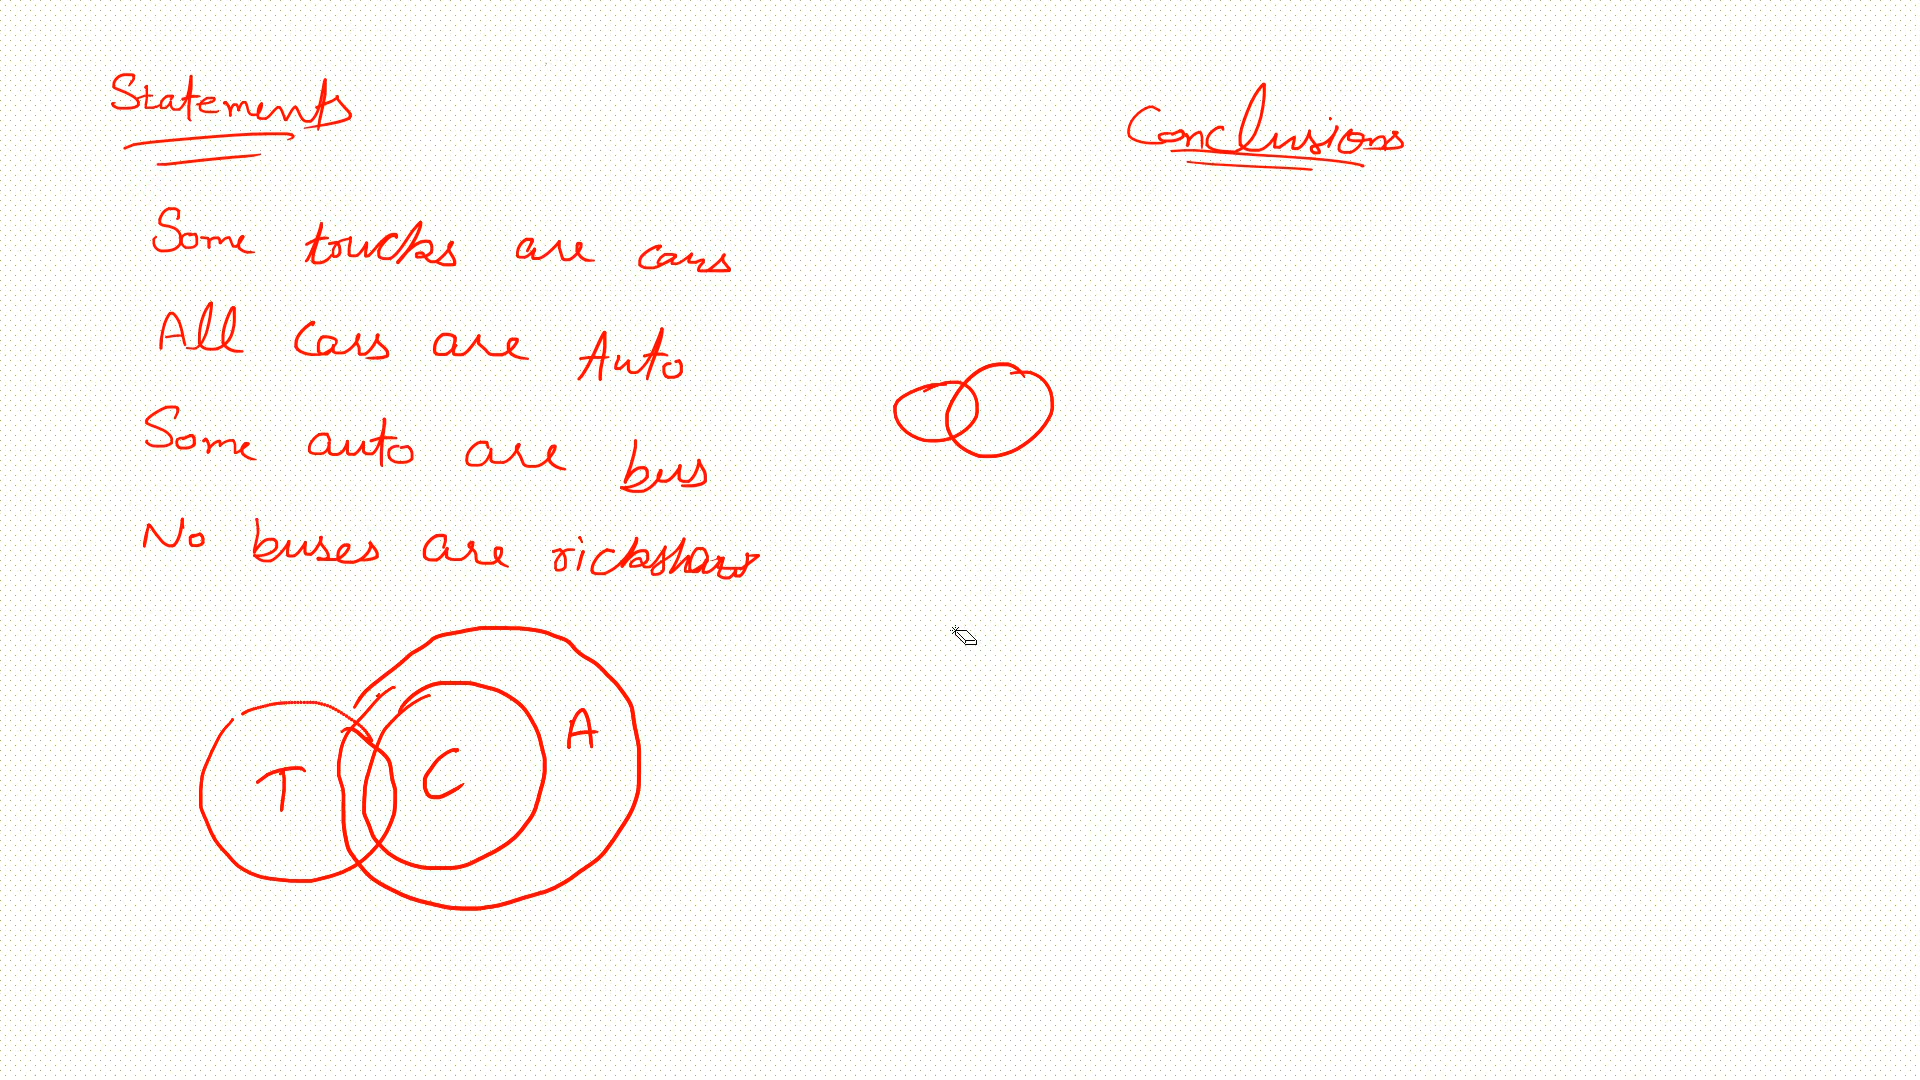 Statements
Conclusions
Some trucks are cars
All Cars are Auto
Some auto are bus
No buses are rickshaws
T
C
A